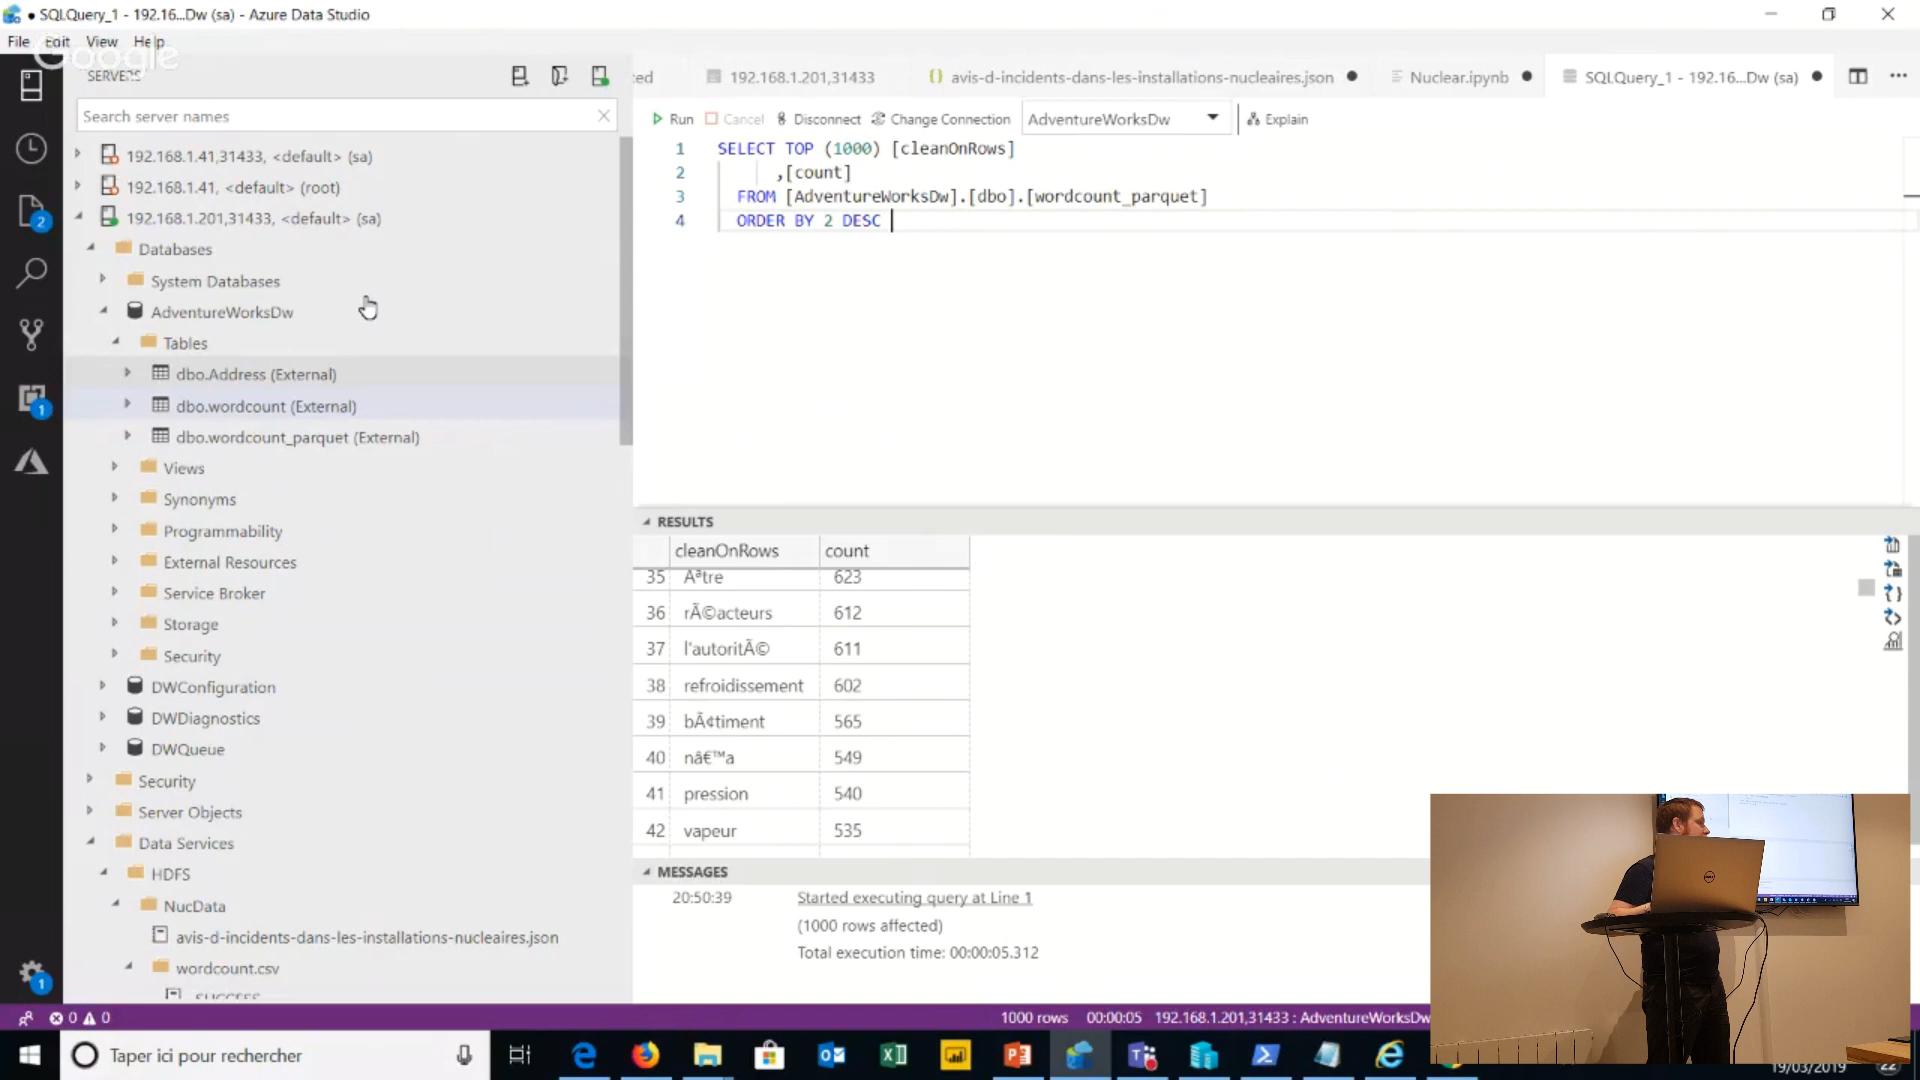 SQLQuery_1 - 192.16...Dw (sa) - Azure Data Studio
File Edit View Help
Google
SERVERS
Search server names
192.168.1.41,31433, <default> (sa)
192.168.1.41, <default> (root)
192.168.1.201,31433, <default> (sa)
Databases
System Databases
AdventureWorksDw
Tables
dbo.Address (External)
dbo.wordcount (External)
dbo.wordcount_parquet (External)
Views
Synonyms
Programmability
External Resources
Service Broker
Storage
Security
DWConfiguration
DWDiagnostics
DWQueue
Security
Server Objects
Data Services
HDFS
NucData
avis-d-incidents-dans-les-installations-nucleaires.json
wordcount.csv
_SUCCESS
2
1
1
ed 192.168.1.201,31433 {} avis-d-incidents-dans-les-installations-nucleaires.json ● Nuclear.ipynb ● SQLQuery_1 - 192.16...Dw (sa) ●
Run Cancel Disconnect Change Connection AdventureWorksDw Explain
1 SELECT TOP (1000) [cleanOnRows]
2 ,[count]
3 FROM [AdventureWorksDw].[dbo].[wordcount_parquet]
4 ORDER BY 2 DESC
RESULTS
cleanOnRows count
35 Ãªtre 623
36 rÃ©acteurs 612
37 l'autoritÃ© 611
38 refroidissement 602
39 bÃ¢timent 565
40 nâ€™a 549
41 pression 540
42 vapeur 535
MESSAGES
20:50:39 Started executing query at Line 1
(1000 rows affected)
Total execution time: 00:00:05.312
0 0 1000 rows 00:00:05 192.168.1.201,31433 : AdventureWorksDw
Taper ici pour rechercher
19/03/2019
22